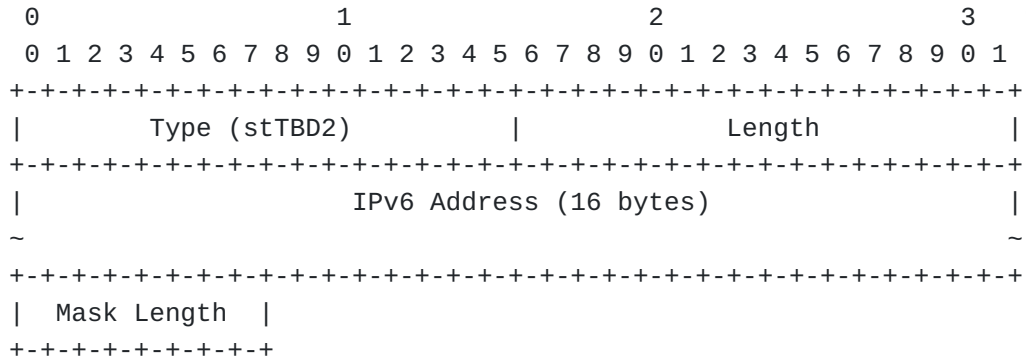 0                   1                   2                   3
 0 1 2 3 4 5 6 7 8 9 0 1 2 3 4 5 6 7 8 9 0 1 2 3 4 5 6 7 8 9 0 1
+-+-+-+-+-+-+-+-+-+-+-+-+-+-+-+-+-+-+-+-+-+-+-+-+-+-+-+-+-+-+-+-+
|        Type (stTBD2)          |             Length            |
+-+-+-+-+-+-+-+-+-+-+-+-+-+-+-+-+-+-+-+-+-+-+-+-+-+-+-+-+-+-+-+-+
|                     IPv6 Address (16 bytes)                   |
~                                                               ~
+-+-+-+-+-+-+-+-+-+-+-+-+-+-+-+-+-+-+-+-+-+-+-+-+-+-+-+-+-+-+-+-+
|  Mask Length  |
+-+-+-+-+-+-+-+-+